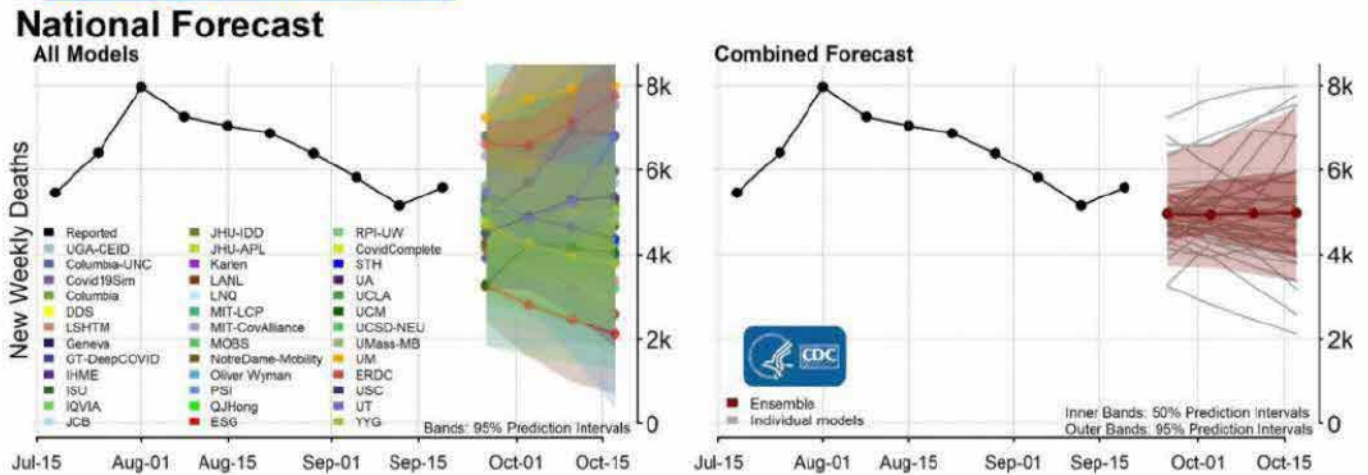 National Forecast
All Models
Combined Forecast
New Weekly Deaths
8k
6k
4k
2k
0
Reported
UGA-CEID
Columbia-UNC
Covid19Sim
Columbia
DDS
LSHTM
Geneva
GT-DeepCOVID
IHME
ISU
IQVIA
JCB
JHU-IDD
JHU-APL
Karlen
LANL
LNQ
MIT-LCP
MIT-CovAlliance
MOBS
NotreDame-Mobility
Oliver Wyman
PSI
QJHong
ESG
RPI-UW
CovidComplete
STH
UA
UCLA
UCM
UCSD-NEU
UMass-MB
UM
ERDC
USC
UT
YYG
Bands: 95% Prediction Intervals
Jul-15 Aug-01 Aug-15 Sep-01 Sep-15 Oct-01 Oct-15
8k
6k
4k
2k
0
CDC
Ensemble
Individual models
Inner Bands: 50% Prediction Intervals
Outer Bands: 95% Prediction Intervals
Jul-15 Aug-01 Aug-15 Sep-01 Sep-15 Oct-01 Oct-15